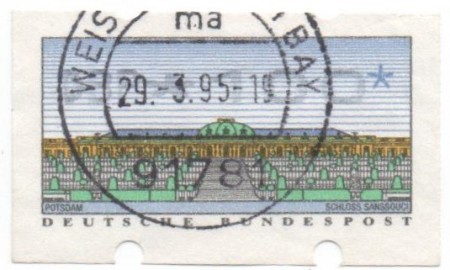 WEIS BAY
ma
29.-3.95-19
91781
POTSDAM
SCHLOSS SANSSOUCI
DEUTSCHE BUNDESPOST